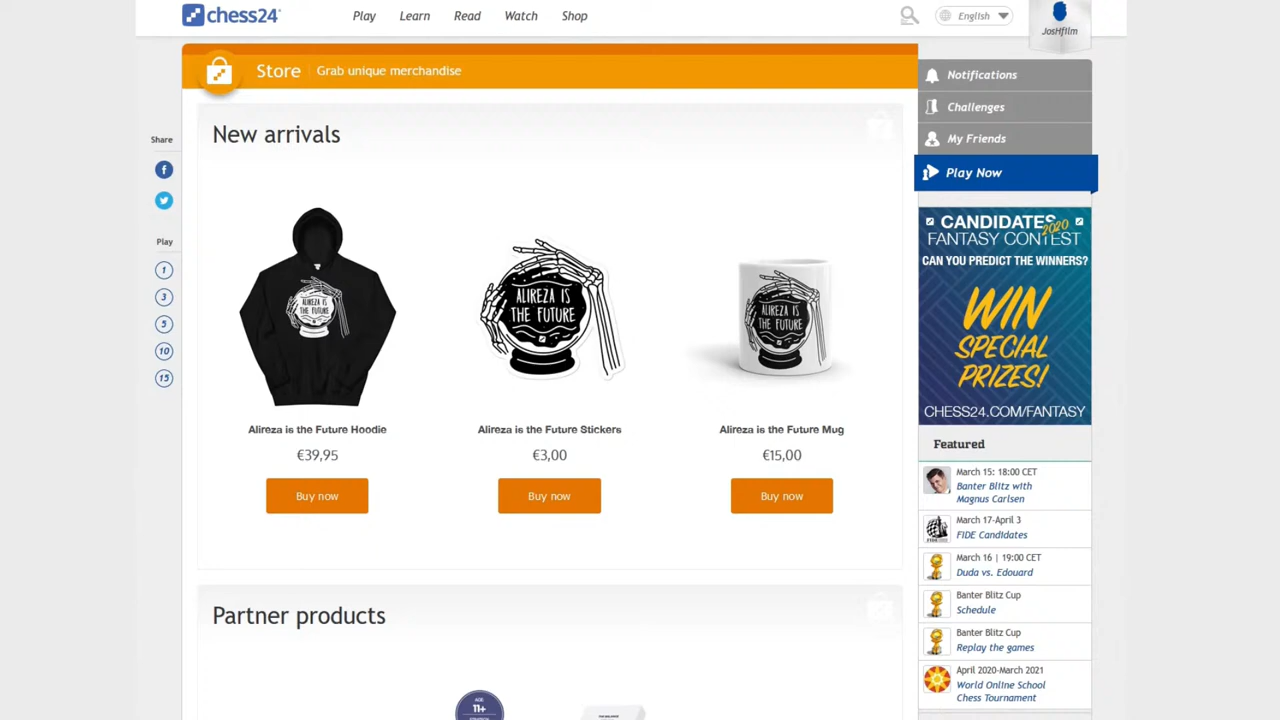 chess24
Play
Learn
Read
Watch
Shop
English
JosHfilm
Store
Grab unique merchandise
Notifications
Challenges
My Friends
Play Now
Share
Play
1
3
5
10
15
New arrivals
ALIREZA IS
THE FUTURE
ALIREZA IS
THE FUTURE
ALIREZA IS
THE FUTURE
Alireza is the Future Hoodie
Alireza is the Future Stickers
Alireza is the Future Mug
€39,95
€3,00
€15,00
Buy now
Buy now
Buy now
Partner products
AGE
11+
CANDIDATES
2020
FANTASY CONTEST
CAN YOU PREDICT THE WINNERS?
WIN
SPECIAL
PRIZES!
CHESS24.COM/FANTASY
Featured
March 15: 18:00 CET
Banter Blitz with
Magnus Carlsen
March 17-April 3
FIDE Candidates
March 16 | 19:00 CET
Duda vs. Edouard
Banter Blitz Cup
Schedule
Banter Blitz Cup
Replay the games
April 2020-March 2021
World Online School
Chess Tournament